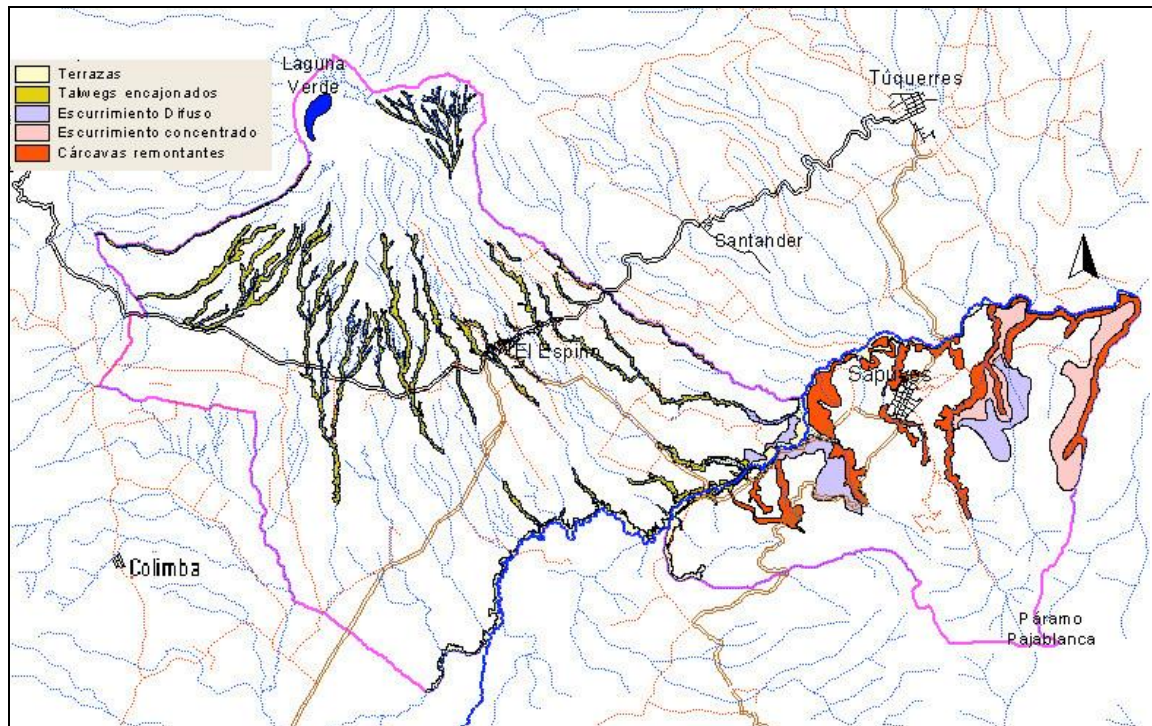 Terrazas
Talwegs encajonados
Escurrimiento Difuso
Escurrimiento concentrado
Cárcavas remontantes
Laguna
Verde
Túquerres
Santander
El Espino
Sapuyes
Colimba
Páramo
Pajablanca